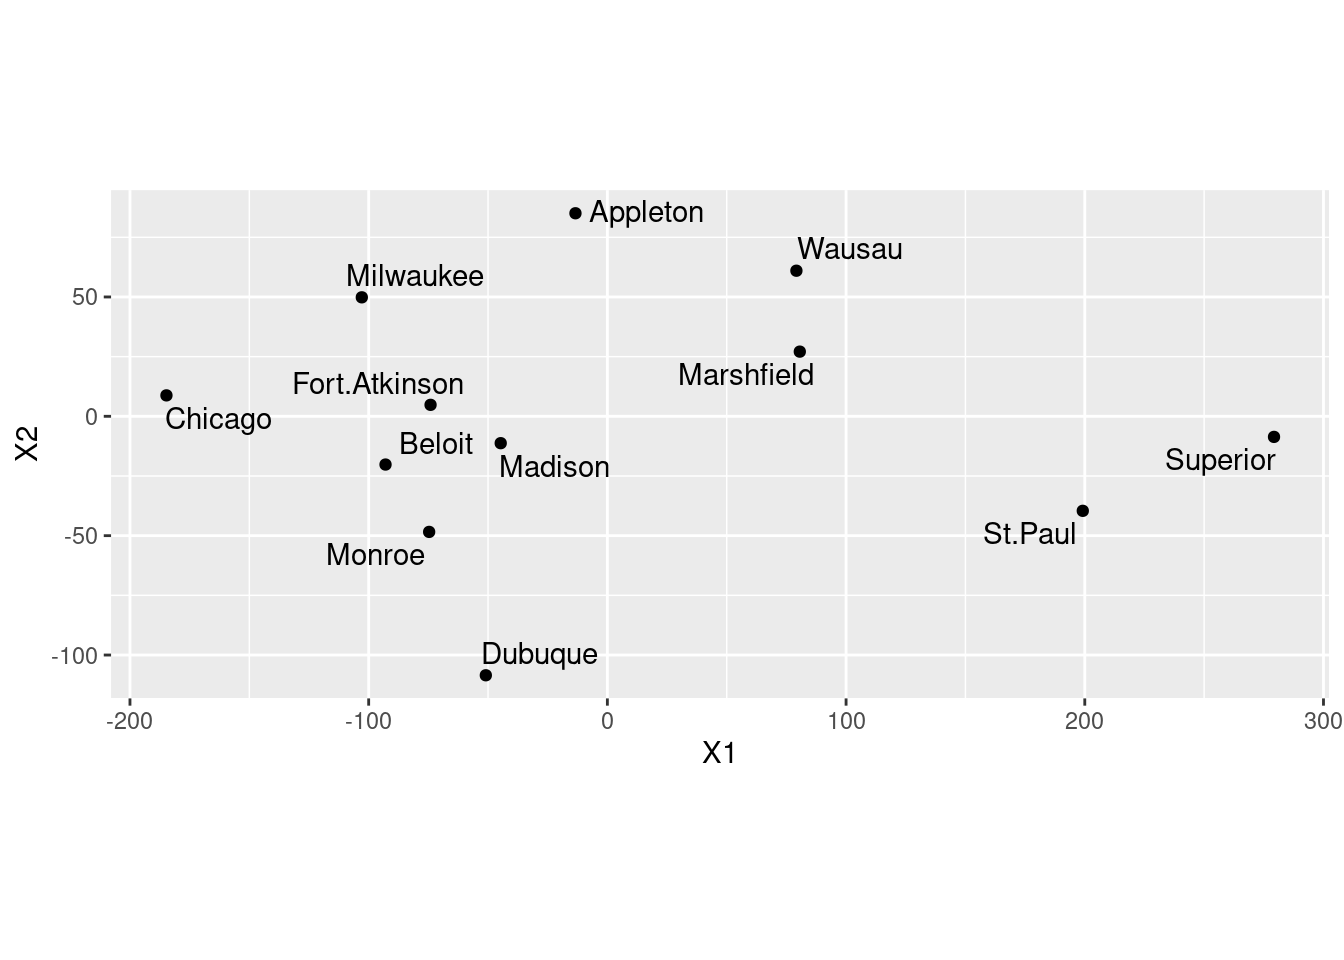 Appleton
Wausau
Milwaukee
50
Marshfield
Fort.Atkinson
Chicago
0
Beloit
X2
Madison
Superior
St.Paul
-50
Monroe
Dubuque
-100
-200 -100 0 100 200 300
X1